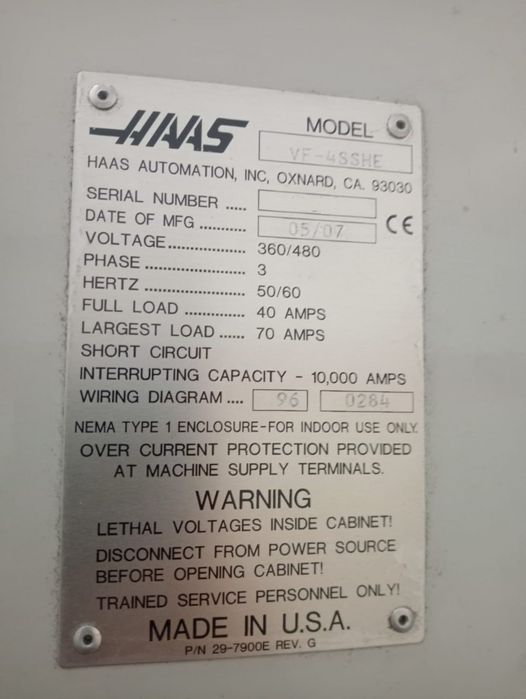 HAAS
MODEL
VF-4SSHE
HAAS AUTOMATION, INC, OXNARD, CA. 93030
SERIAL NUMBER .....
DATE OF MFG ........... 05/07 CE
VOLTAGE.................. 360/480
PHASE ....................... 3
HERTZ ....................... 50/60
FULL LOAD .............. 40 AMPS
LARGEST LOAD ...... 70 AMPS
SHORT CIRCUIT
INTERRUPTING CAPACITY - 10,000 AMPS
WIRING DIAGRAM .... 96 0284
NEMA TYPE 1 ENCLOSURE-FOR INDOOR USE ONLY.
OVER CURRENT PROTECTION PROVIDED
AT MACHINE SUPPLY TERMINALS.
WARNING
LETHAL VOLTAGES INSIDE CABINET!
DISCONNECT FROM POWER SOURCE
BEFORE OPENING CABINET!
TRAINED SERVICE PERSONNEL ONLY!
MADE IN U.S.A.
P/N 29-7900E REV. G